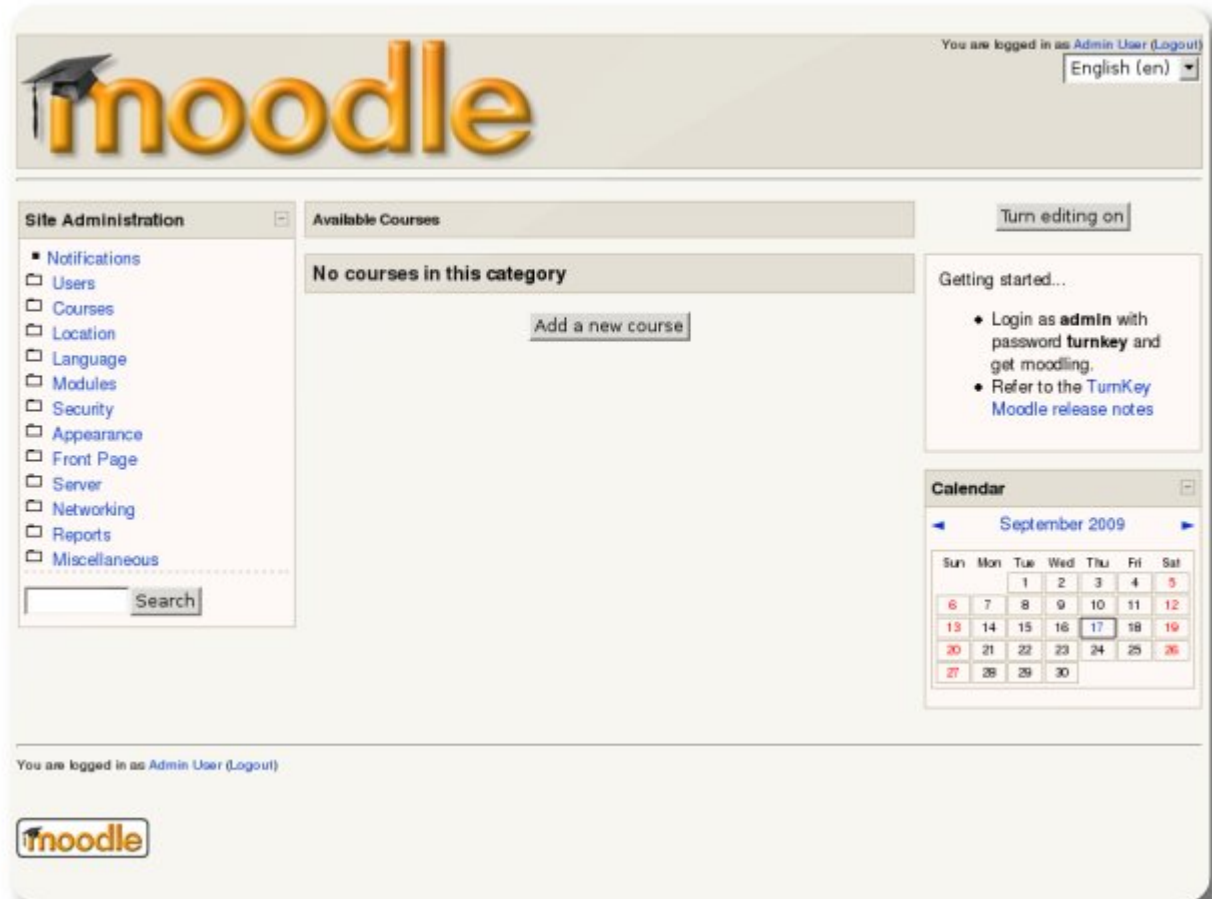 moodle
You are logged in as Admin User (Logout)
English (en)
Site Administration
Notifications
Users
Courses
Location
Language
Modules
Security
Appearance
Front Page
Server
Networking
Reports
Miscellaneous
Search
Available Courses
No courses in this category
Add a new course
Turn editing on
Getting started...
Login as admin with
password turnkey and
get moodling.
Refer to the TurnKey
Moodle release notes
Calendar
◄ September 2009 ►
Sun Mon Tue Wed Thu Fri Sat
1 2 3 4 5
6 7 8 9 10 11 12
13 14 15 16 17 18 19
20 21 22 23 24 25 26
27 28 29 30
You are logged in as Admin User (Logout)
moodle